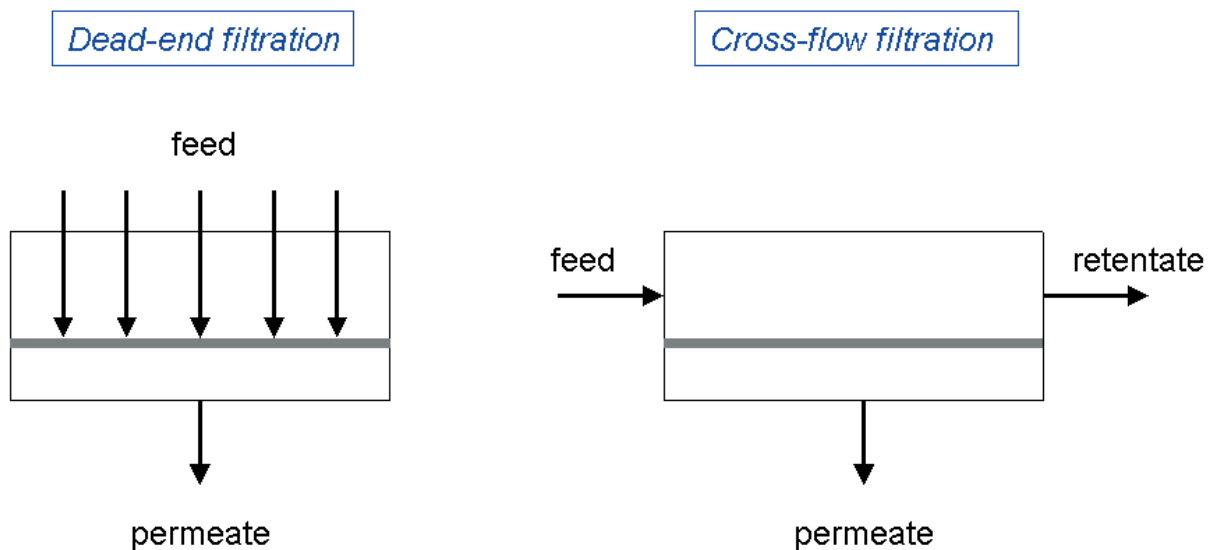 Dead-end filtration
Cross-flow filtration
feed
feed
retentate
permeate
permeate